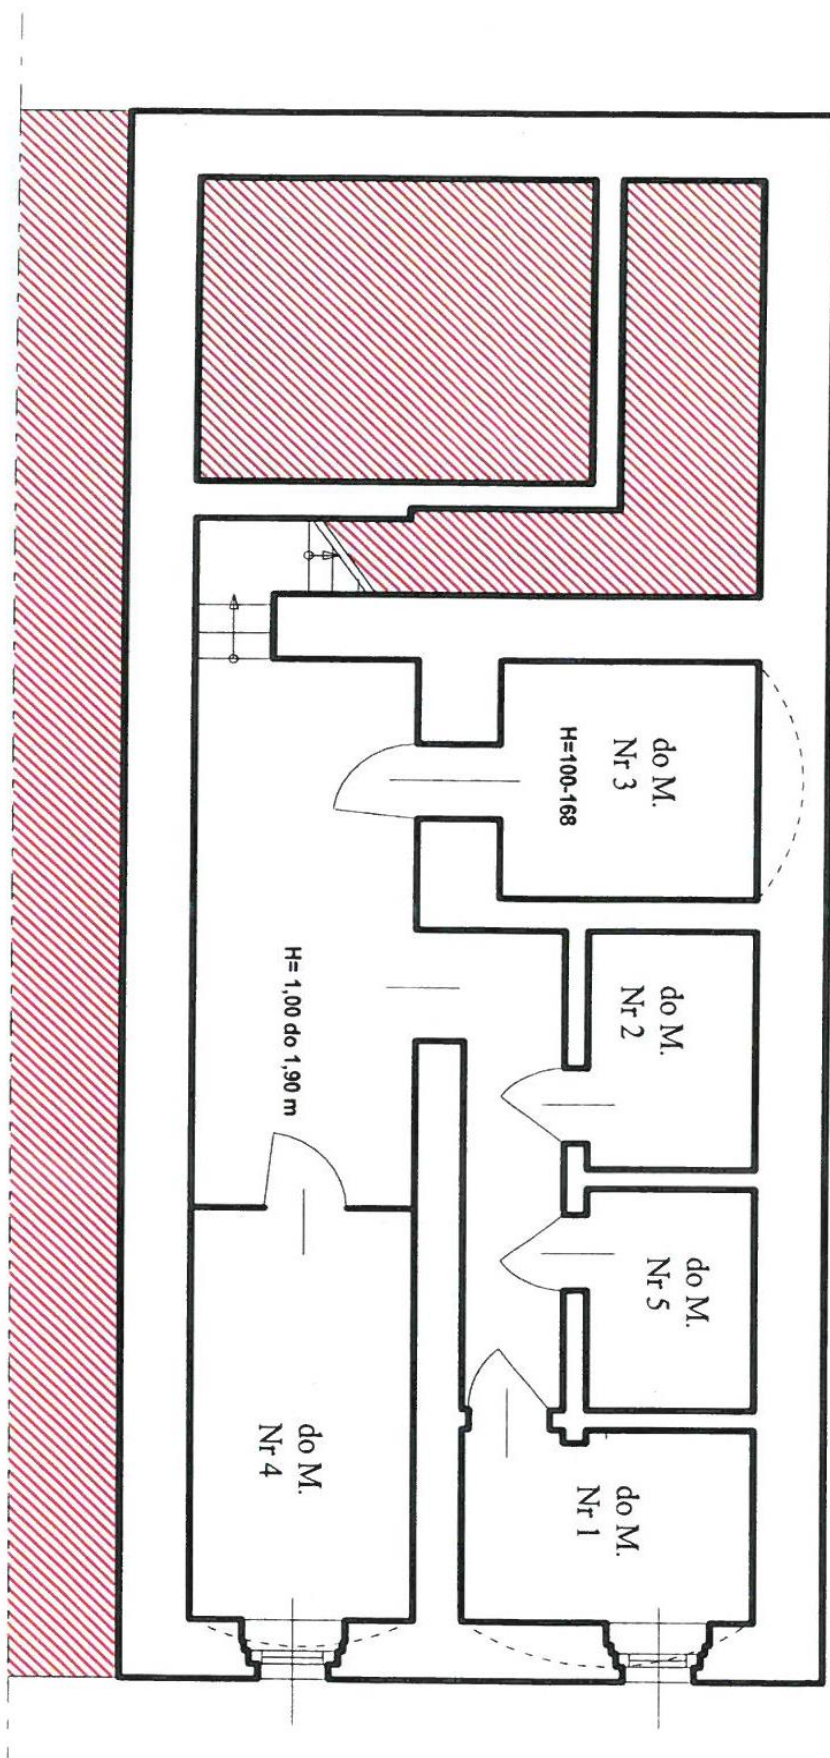 do M.
Nr 3
H=100-168
do M.
Nr 2
H= 1,00 do 1,90 m
do M.
Nr 5
do M.
Nr 4
do M.
Nr 1